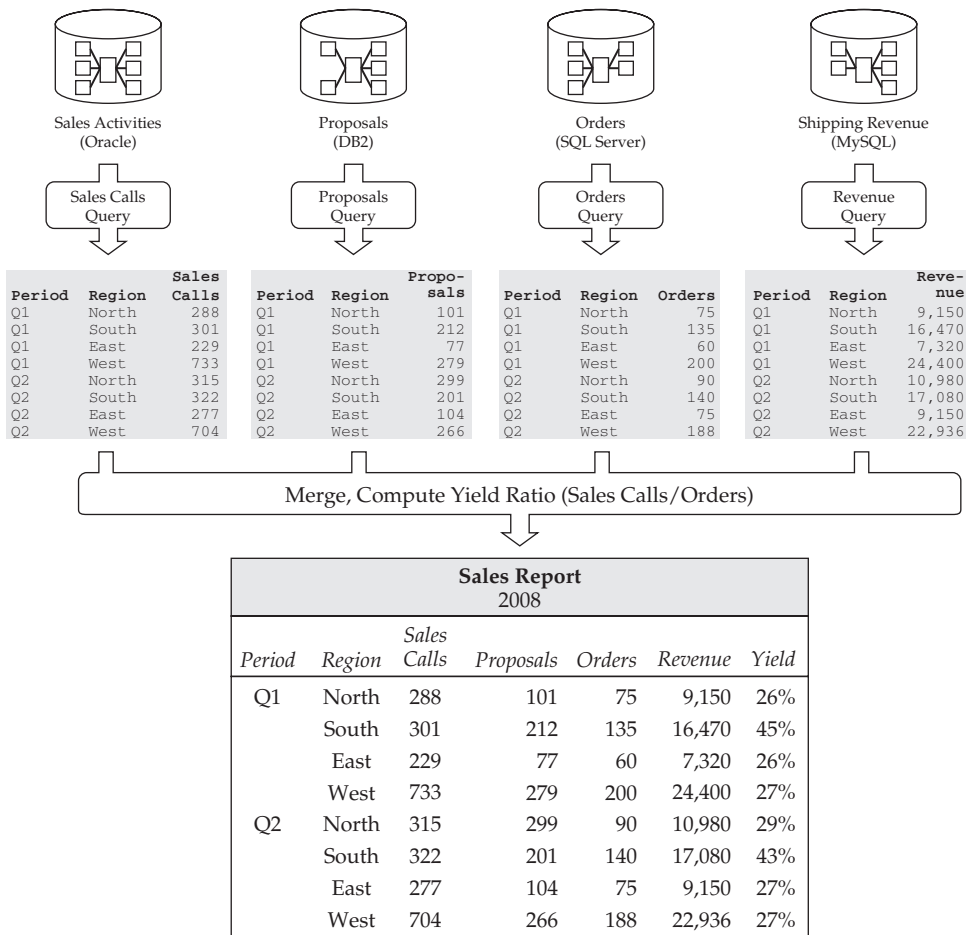 Sales Activities
(Oracle)
Proposals
(DB2)
Orders
(SQL Server)
Shipping Revenue
(MySQL)
Sales Calls
Query
Proposals
Query
Orders
Query
Revenue
Query
Sales
Period Region Calls
Q1 North 288
Q1 South 301
Q1 East 229
Q1 West 733
Q2 North 315
Q2 South 322
Q2 East 277
Q2 West 704
Propo-
Period Region sals
Q1 North 101
Q1 South 212
Q1 East 77
Q1 West 279
Q2 North 299
Q2 South 201
Q2 East 104
Q2 West 266
Period Region Orders
Q1 North 75
Q1 South 135
Q1 East 60
Q1 West 200
Q2 North 90
Q2 South 140
Q2 East 75
Q2 West 188
Reve-
Period Region nue
Q1 North 9,150
Q1 South 16,470
Q1 East 7,320
Q1 West 24,400
Q2 North 10,980
Q2 South 17,080
Q2 East 9,150
Q2 West 22,936
Merge, Compute Yield Ratio (Sales Calls/Orders)
Sales Report
2008
Sales
Period Region Calls Proposals Orders Revenue Yield
Q1 North 288 101 75 9,150 26%
South 301 212 135 16,470 45%
East 229 77 60 7,320 26%
West 733 279 200 24,400 27%
Q2 North 315 299 90 10,980 29%
South 322 201 140 17,080 43%
East 277 104 75 9,150 27%
West 704 266 188 22,936 27%